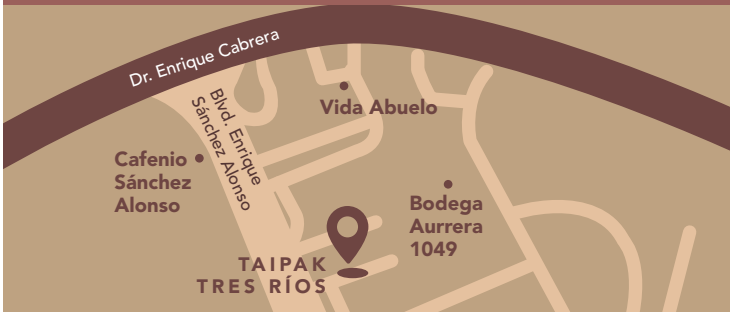 Dr. Enrique Cabrera
Blvd. Enrique
Sánchez Alonso
Vida Abuelo
Cafenio
Sánchez
Alonso
Bodega
Aurrera
1049
TAIPAK
TRES RÍOS